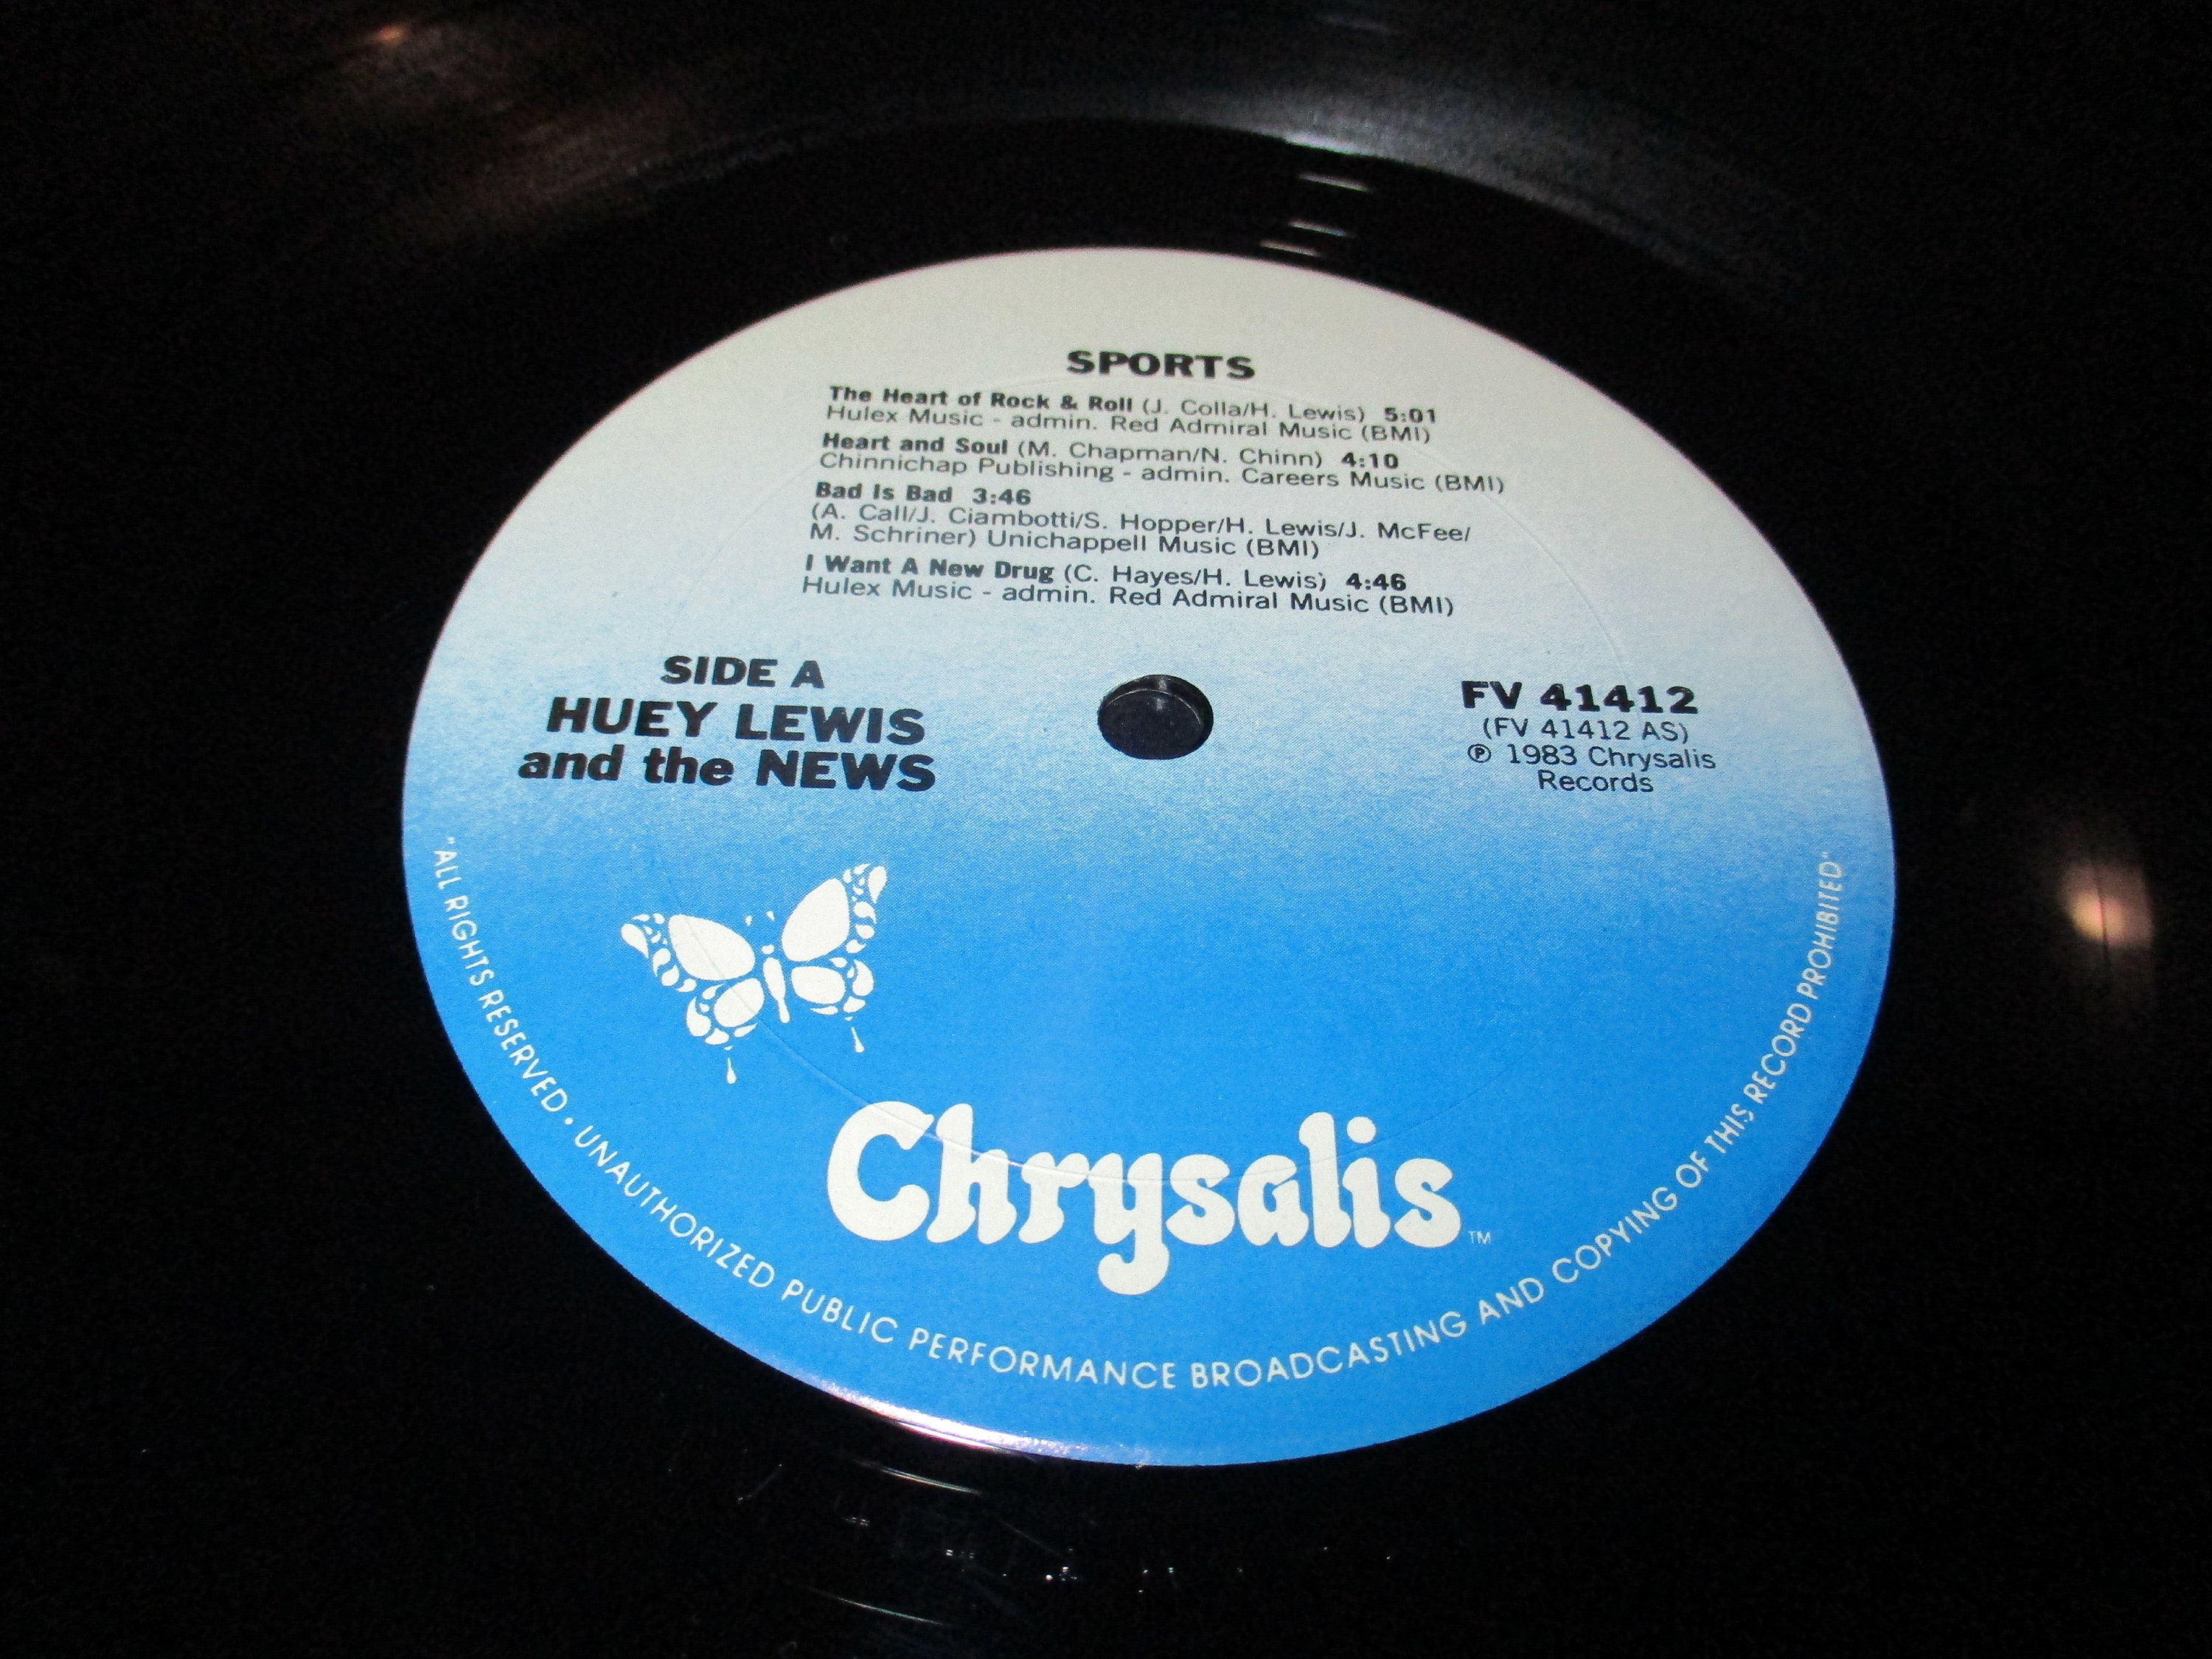 SPORTS
The Heart of Rock & Roll (J. Colla/H. Lewis) 5:01
Hulex Music - admin. Red Admiral Music (BMI)
Heart and Soul (M. Chapman/N. Chinn) 4:10
Chinnichap Publishing - admin. Careers Music (BMI)
Bad Is Bad 3:46
(A. Call/J. Ciambotti/S. Hopper/H. Lewis/J. McFee/
M. Schriner) Unichappell Music (BMI)
I Want A New Drug (C. Hayes/H. Lewis) 4:46
Hulex Music - admin. Red Admiral Music (BMI)
SIDE A
HUEY LEWIS
and the NEWS
FV 41412
(FV 41412 AS)
℗ 1983 Chrysalis
Records
Chrysalis™
"ALL RIGHTS RESERVED • UNAUTHORIZED PUBLIC PERFORMANCE BROADCASTING AND COPYING OF THIS RECORD PROHIBITED"